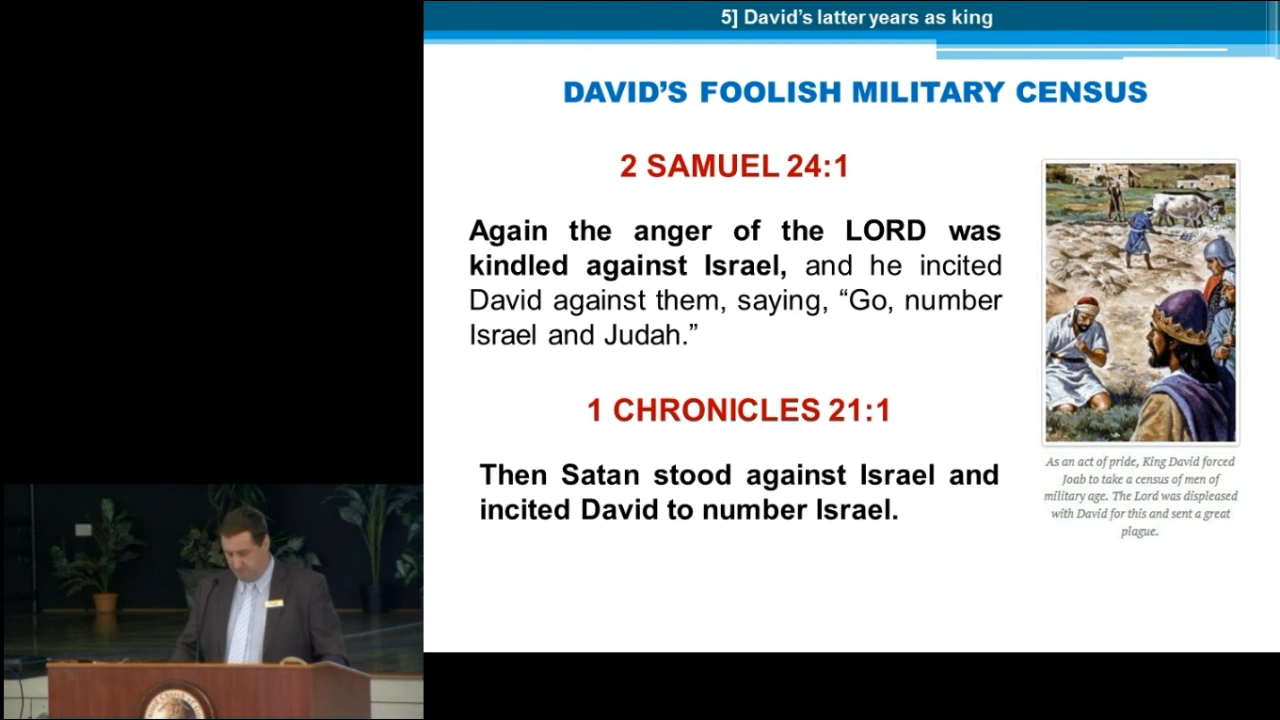 5] David's latter years as king
DAVID'S FOOLISH MILITARY CENSUS
2 SAMUEL 24:1
Again the anger of the LORD was
kindled against Israel, and he incited
David against them, saying, “Go, number
Israel and Judah.”
1 CHRONICLES 21:1
Then Satan stood against Israel and
incited David to number Israel.
As an act of pride, King David forced
Joab to take a census of men of
military age. The Lord was displeased
with David for this and sent a great
plague.
Church of